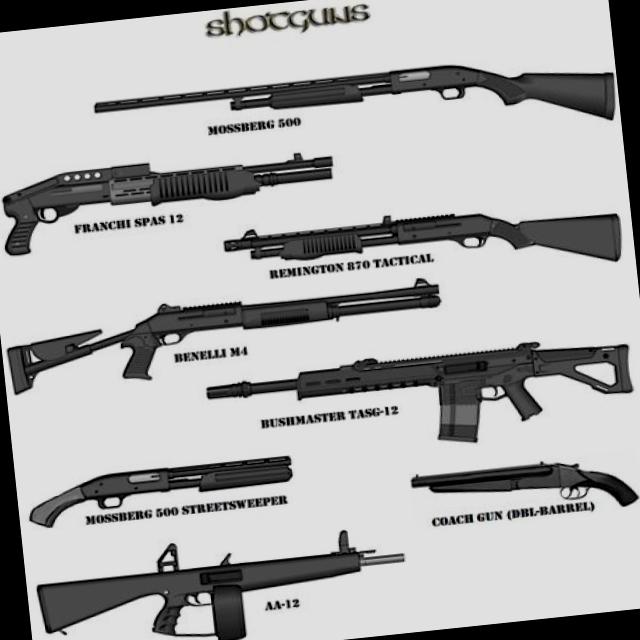 shotguns
MOSSBERG 500
FRANCHI SPAS 12
REMINGTON 870 TACTICAL
BENELLI M4
BUSHMASTER TASG-12
MOSSBERG 500 STREETSWEEPER
COACH GUN (DBL-BARREL)
AA-12